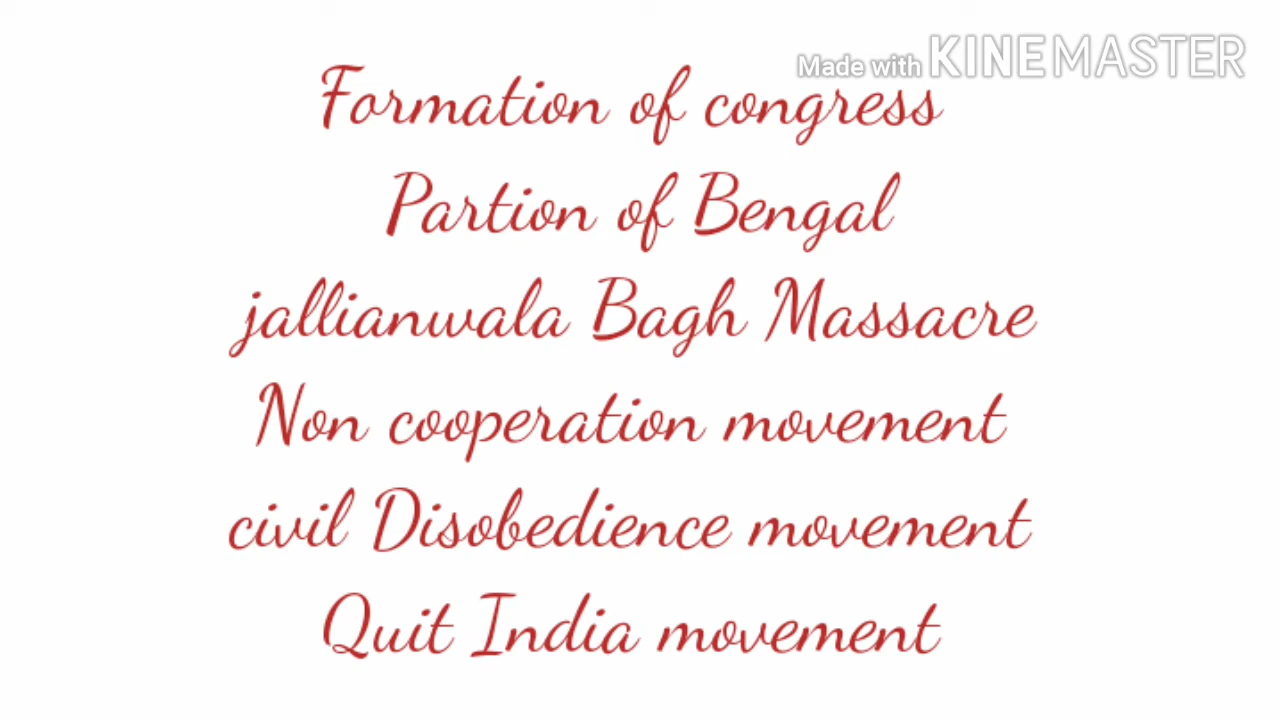 Made with KINEMASTER
Formation of congress
Partion of Bengal
jallianwala Bagh Massacre
Non cooperation movement
civil Disobedience movement
Quit India movement